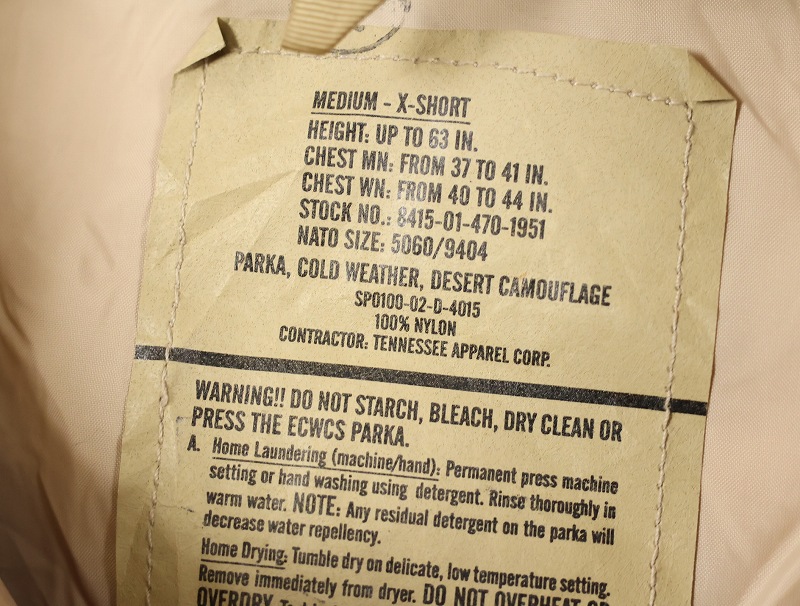 MEDIUM - X-SHORT
HEIGHT: UP TO 63 IN.
CHEST MN: FROM 37 TO 41 IN.
CHEST WN: FROM 40 TO 44 IN.
STOCK NO.: 8415-01-470-1951
NATO SIZE: 5060/9404
PARKA, COLD WEATHER, DESERT CAMOUFLAGE
SP0100-02-D-4015
100% NYLON
CONTRACTOR: TENNESSEE APPAREL CORP.
WARNING!! DO NOT STARCH, BLEACH, DRY CLEAN OR
PRESS THE ECWCS PARKA.
A. Home Laundering (machine/hand): Permanent press machine
setting or hand washing using detergent. Rinse thoroughly in
warm water. NOTE: Any residual detergent on the parka will
decrease water repellency.
Home Drying: Tumble dry on delicate, low temperature setting.
Remove immediately from dryer. DO NOT OVERHEAT OR
OVERDRY.